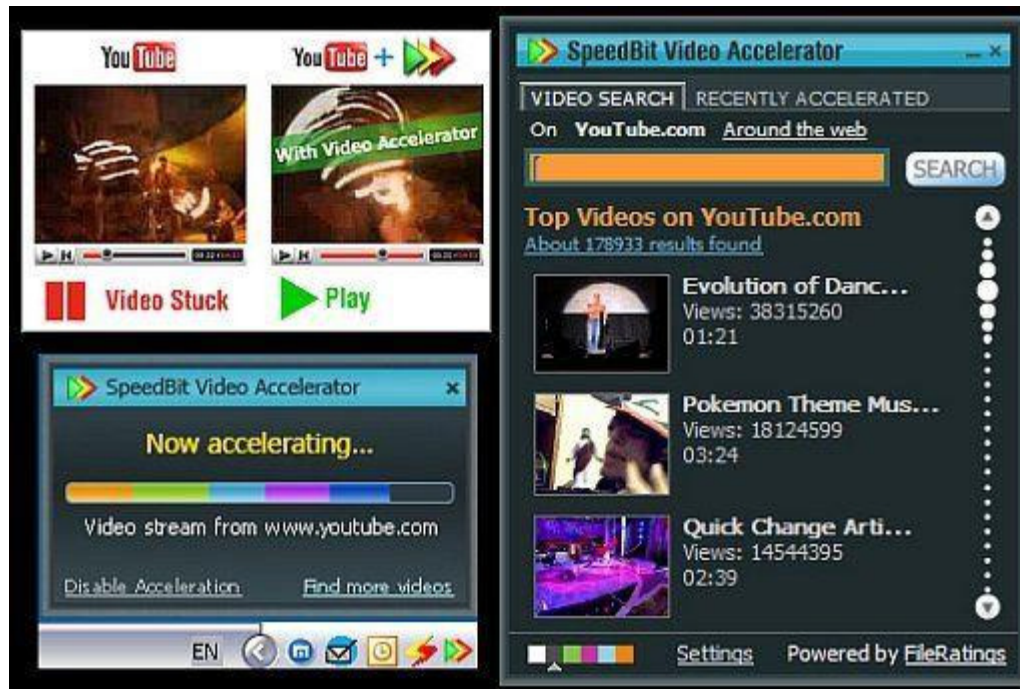 YouTube
YouTube +
With Video Accelerator
Video Stuck
Play
SpeedBit Video Accelerator
Now accelerating...
Video stream from www.youtube.com
Disable Acceleration Find more videos
EN
SpeedBit Video Accelerator
VIDEO SEARCH RECENTLY ACCELERATED
On YouTube.com Around the web
SEARCH
Top Videos on YouTube.com
About 178933 results found
Evolution of Danc...
Views: 38315260
01:21
Pokemon Theme Mus...
Views: 18124599
03:24
Quick Change Arti...
Views: 14544395
02:39
Settings Powered by FileRatings